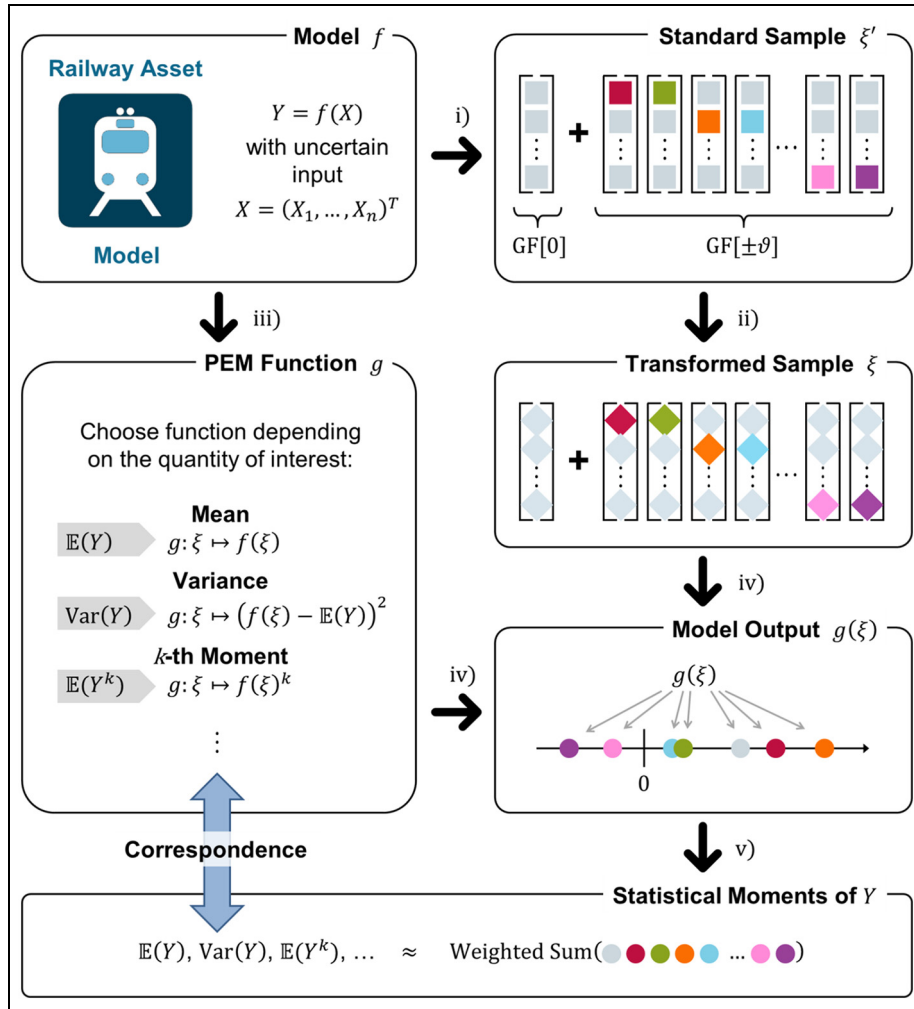 Model f
Railway Asset
Y = f(X)
with uncertain
input
X = (X₁, …, Xₙ)ᵀ
Model
i)
Standard Sample ξ′
+
⋮
…
GF[0]
GF[±ϑ]
iii)
ii)
PEM Function g
Choose function depending
on the quantity of interest:
Mean
𝔼(Y) g: ξ ↦ f(ξ)
Variance
Var(Y) g: ξ ↦ (f(ξ) − 𝔼(Y))²
k-th Moment
𝔼(Yᵏ) g: ξ ↦ f(ξ)ᵏ
⋮
Transformed Sample ξ
+
⋮
…
iv)
iv)
Model Output g(ξ)
g(ξ)
0
v)
Correspondence
Statistical Moments of Y
𝔼(Y), Var(Y), 𝔼(Yᵏ), … ≈ Weighted Sum( … )